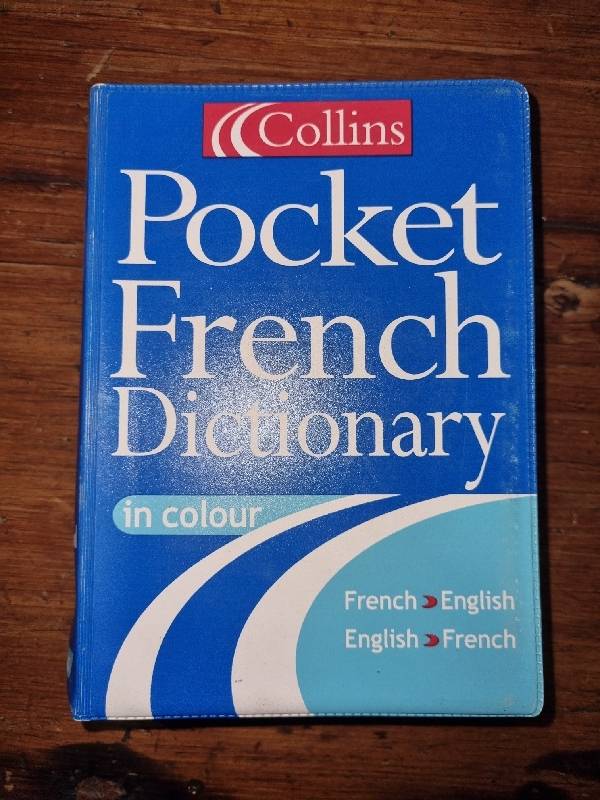 Collins
Pocket
French
Dictionary
in colour
French English
English French